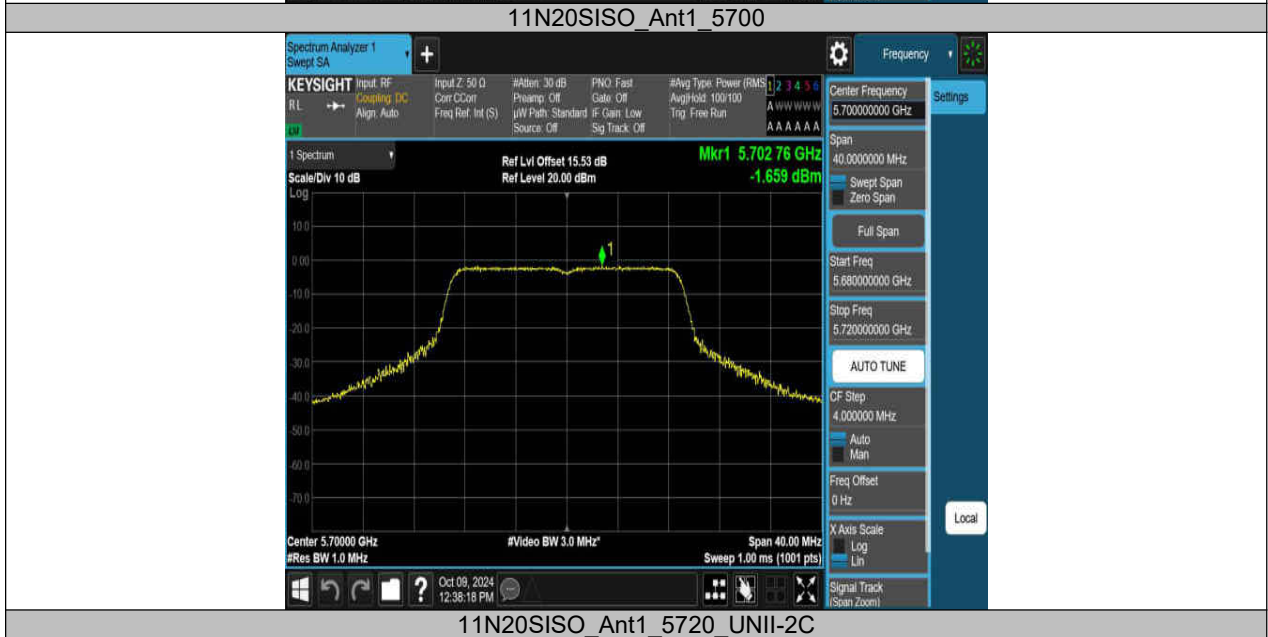 11N20SISO_Ant1_5700
Spectrum Analyzer 1
Swept SA
+
Frequency
KEYSIGHT
RL
LXI
Input: RF
Coupling: DC
Align: Auto
Input Z: 50 Ω
Corr CCorr
Freq Ref: Int (S)
#Atten: 30 dB
Preamp: Off
µW Path: Standard
Source: Off
PNO: Fast
Gate: Off
IF Gain: Low
Sig Track: Off
#Avg Type: Power (RMS
Avg|Hold: 100/100
Trig: Free Run
1 2 3 4 5 6
A W W W W W
A A A A A A
Center Frequency
5.700000000 GHz
Settings
Span
40.0000000 MHz
Swept Span
Zero Span
Full Span
Start Freq
5.680000000 GHz
Stop Freq
5.720000000 GHz
AUTO TUNE
CF Step
4.000000 MHz
Auto
Man
Freq Offset
0 Hz
X Axis Scale
Log
Lin
Local
Signal Track
(Span Zoom)
1 Spectrum
Scale/Div 10 dB
Log
Ref Lvl Offset 15.53 dB
Ref Level 20.00 dBm
Mkr1 5.702 76 GHz
-1.659 dBm
1
10.0
0.00
-10.0
-20.0
-30.0
-40.0
-50.0
-60.0
-70.0
Center 5.70000 GHz
#Res BW 1.0 MHz
#Video BW 3.0 MHz*
Span 40.00 MHz
Sweep 1.00 ms (1001 pts)
?
Oct 09, 2024
12:38:18 PM
11N20SISO_Ant1_5720_UNII-2C